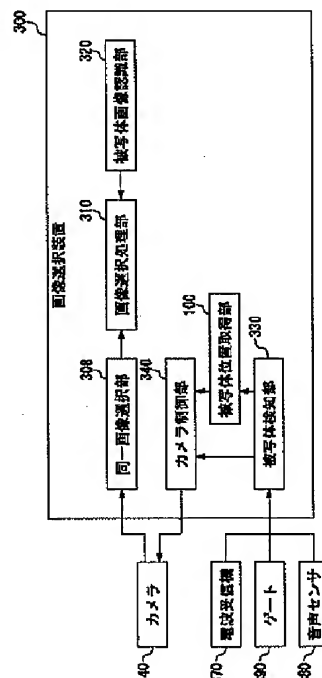 300
画像選択装置
320
被写体画像認識部
310
画像選択処理部
308
同一画像選択部
100
被写体位置取得部
340
カメラ制御部
330
被写体検知部
カメラ
40
電波受信機
70
ゲート
90
音声センサ
80